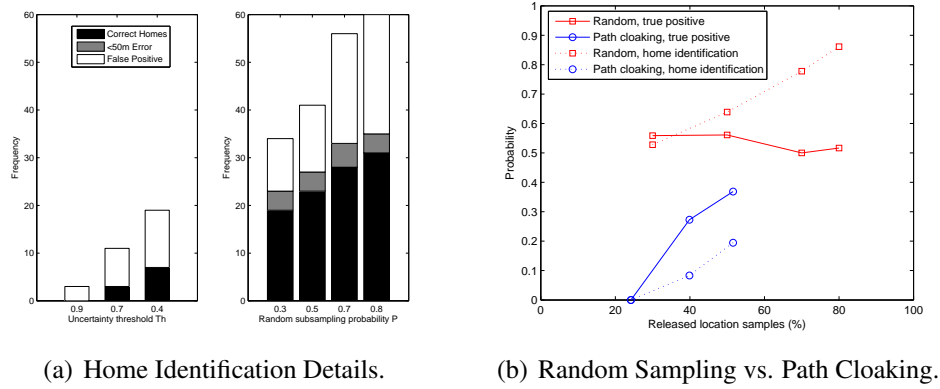 60
50
40
30
20
10
0
Frequency
Correct Homes
<50m Error
False Positive
0.9 0.7 0.4
Uncertainty threshold Th
60
50
40
30
20
10
0
Frequency
0.3 0.5 0.7 0.8
Random subsampling probability P
(a) Home Identification Details.
1
0.9
0.8
0.7
0.6
0.5
0.4
0.3
0.2
0.1
0
Probability
Random, true positive
Path cloaking, true positive
Random, home identification
Path cloaking, home identification
0 20 40 60 80 100
Released location samples (%)
(b) Random Sampling vs. Path Cloaking.